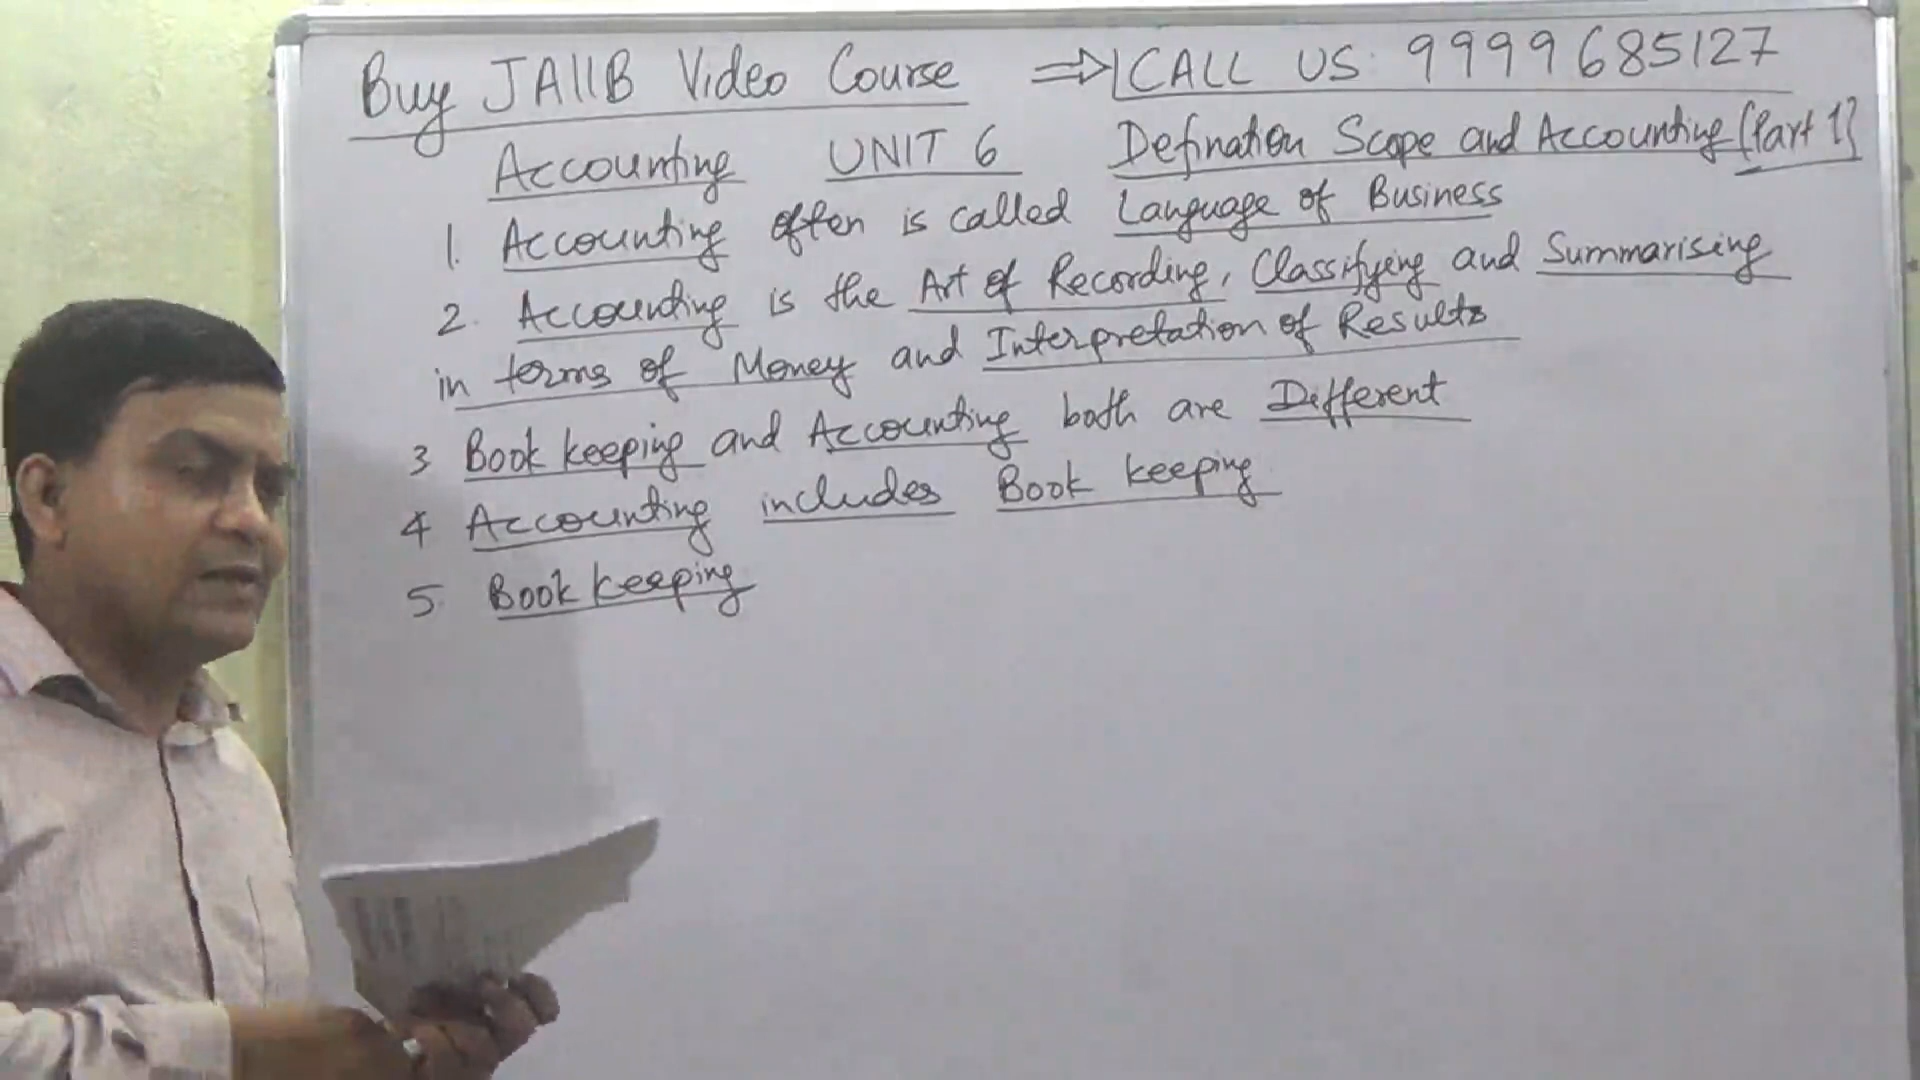 Buy JAIIB Video Course ⇒ CALL US: 9999685127
Accounting UNIT 6 Defination Scope and Accounting (Part 1)
1. Accounting often is called Language of Business
2. Accounting is the Art of Recording, Classifying and Summarising
in terms of Money and Interpretation of Results
3 Book keeping and Accounting both are Different
4 Accounting includes Book keeping
5. Book keeping